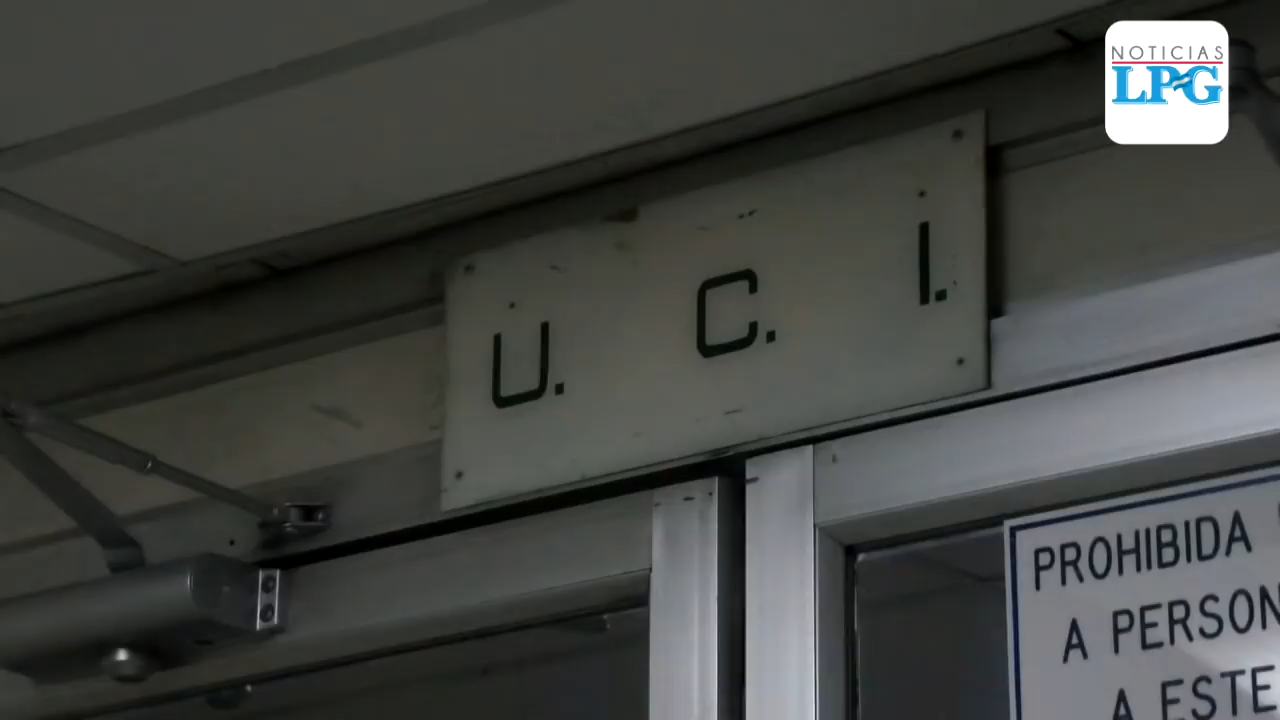 NOTICIAS
LPG
U. C. I.
PROHIBIDA
A PERSON
A ESTE